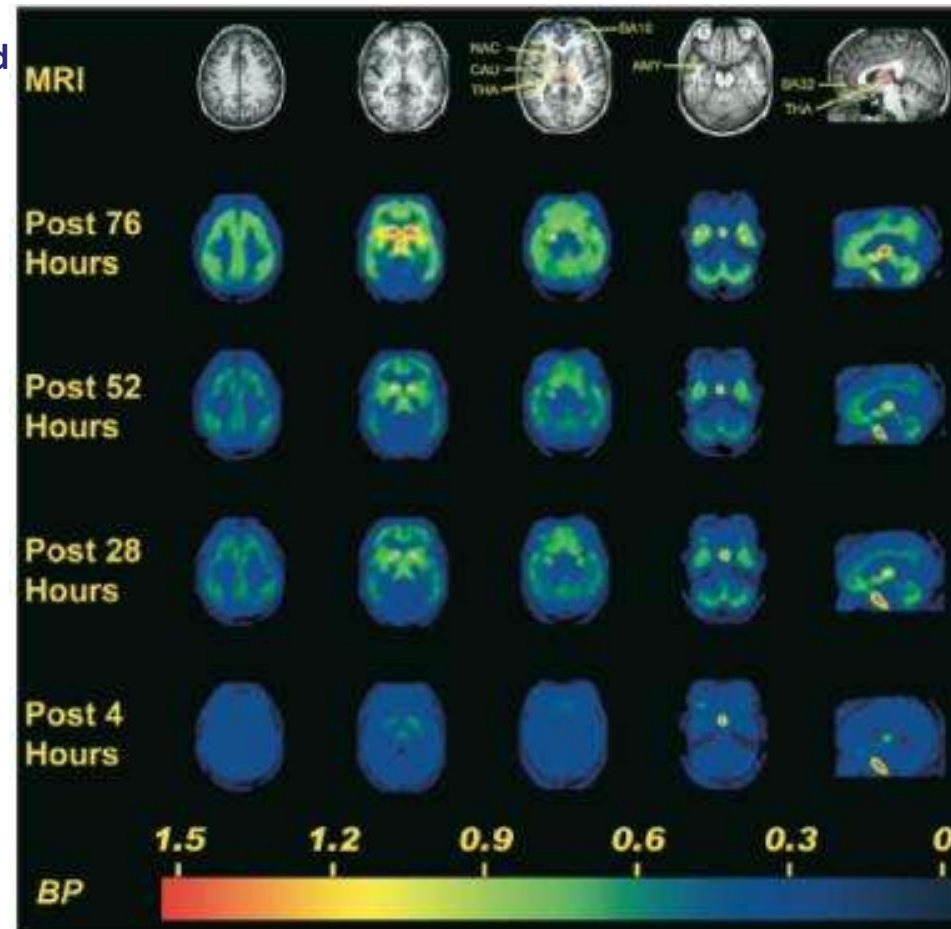 d
MRI
BA10
NAC
CAU
THA
AMY
BA32
THA
Post 76
Hours
Post 52
Hours
Post 28
Hours
Post 4
Hours
1.5 1.2 0.9 0.6 0.3 0
BP